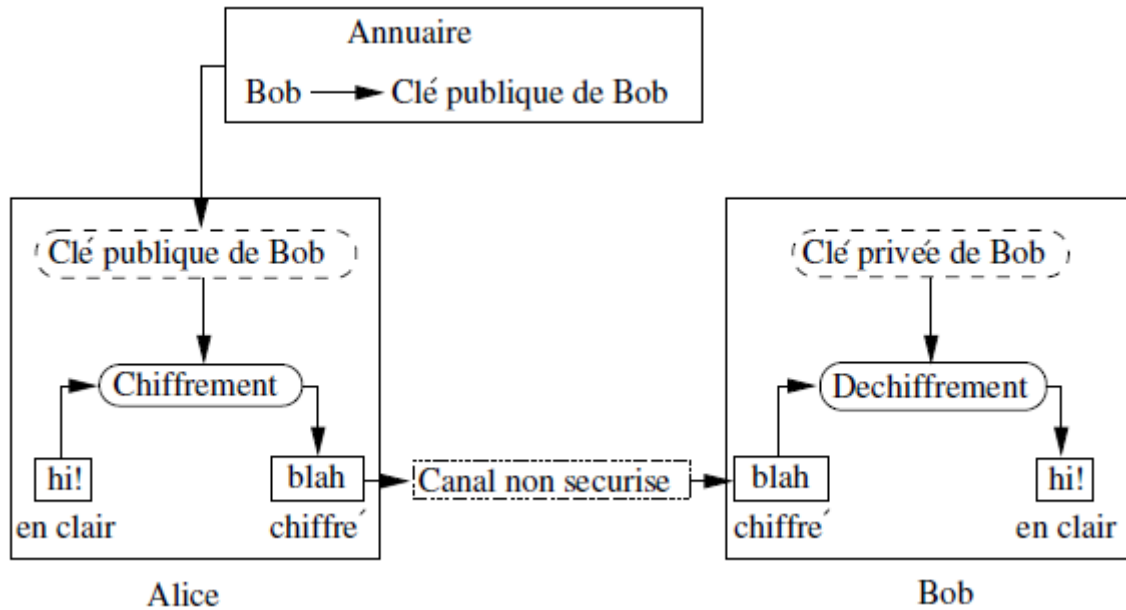 Annuaire
Bob Clé publique de Bob
Clé publique de Bob
Chiffrement
hi!
en clair
blah
chiffré
Alice
Canal non securise
Clé privée de Bob
Dechiffrement
blah
chiffré
hi!
en clair
Bob